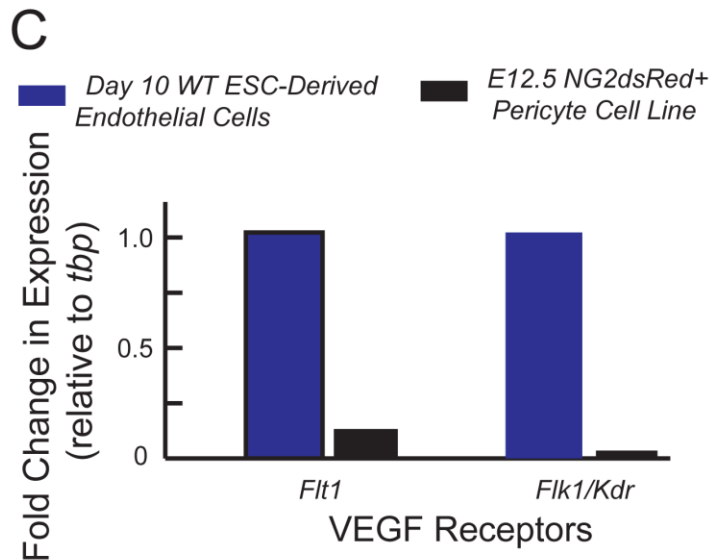 C
Day 10 WT ESC-Derived
Endothelial Cells
E12.5 NG2dsRed+
Pericyte Cell Line
Fold Change in Expression
(relative to tbp)
1.0
0.5
0
Flt1
Flk1/Kdr
VEGF Receptors